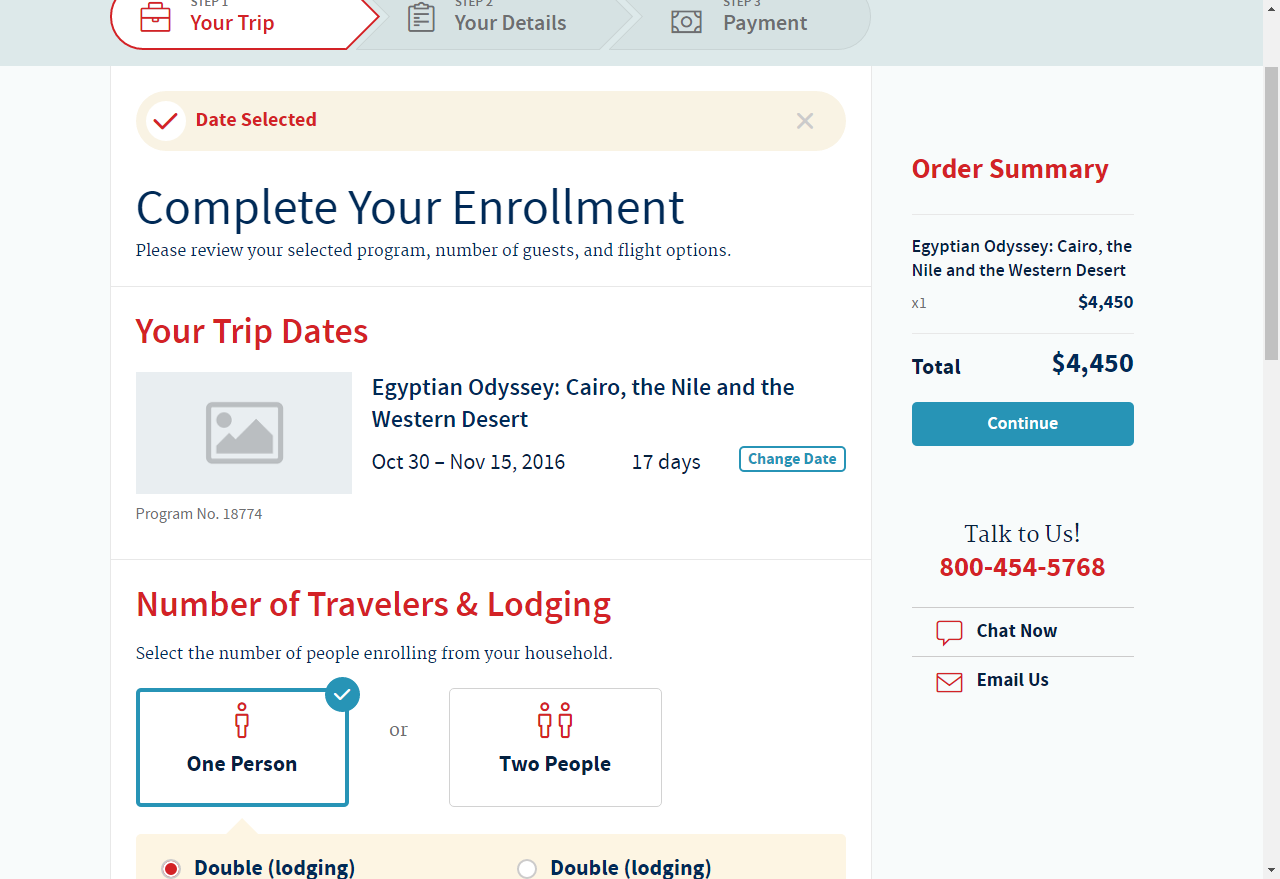 STEP 1
Your Trip
STEP 2
Your Details
STEP 3
Payment
Date Selected
Complete Your Enrollment
Please review your selected program, number of guests, and flight options.
Your Trip Dates
Egyptian Odyssey: Cairo, the Nile and the
Western Desert
Oct 30 – Nov 15, 2016
17 days
Change Date
Program No. 18774
Number of Travelers & Lodging
Select the number of people enrolling from your household.
One Person
or
Two People
Double (lodging)
Double (lodging)
Order Summary
Egyptian Odyssey: Cairo, the
Nile and the Western Desert
x1
$4,450
Total
$4,450
Continue
Talk to Us!
800-454-5768
Chat Now
Email Us